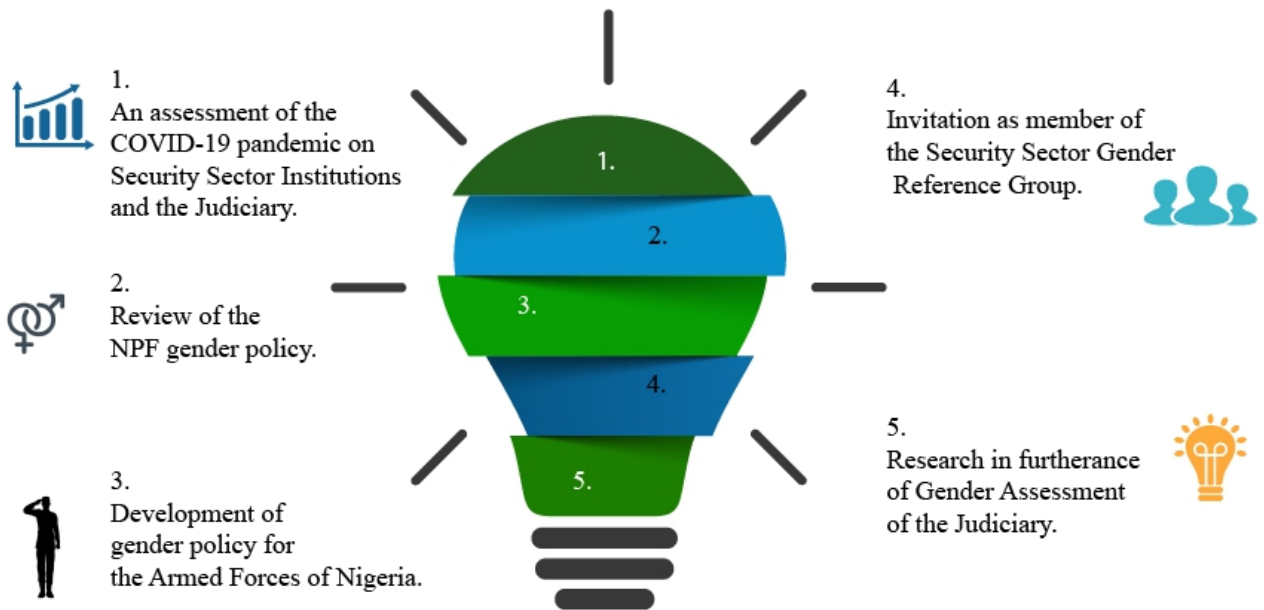 1.
An assessment of the
COVID-19 pandemic on
Security Sector Institutions
and the Judiciary.
2.
Review of the
NPF gender policy.
3.
Development of
gender policy for
the Armed Forces of Nigeria.
1.
2.
3.
4.
5.
4.
Invitation as member of
the Security Sector Gender
Reference Group.
5.
Research in furtherance
of Gender Assessment
of the Judiciary.